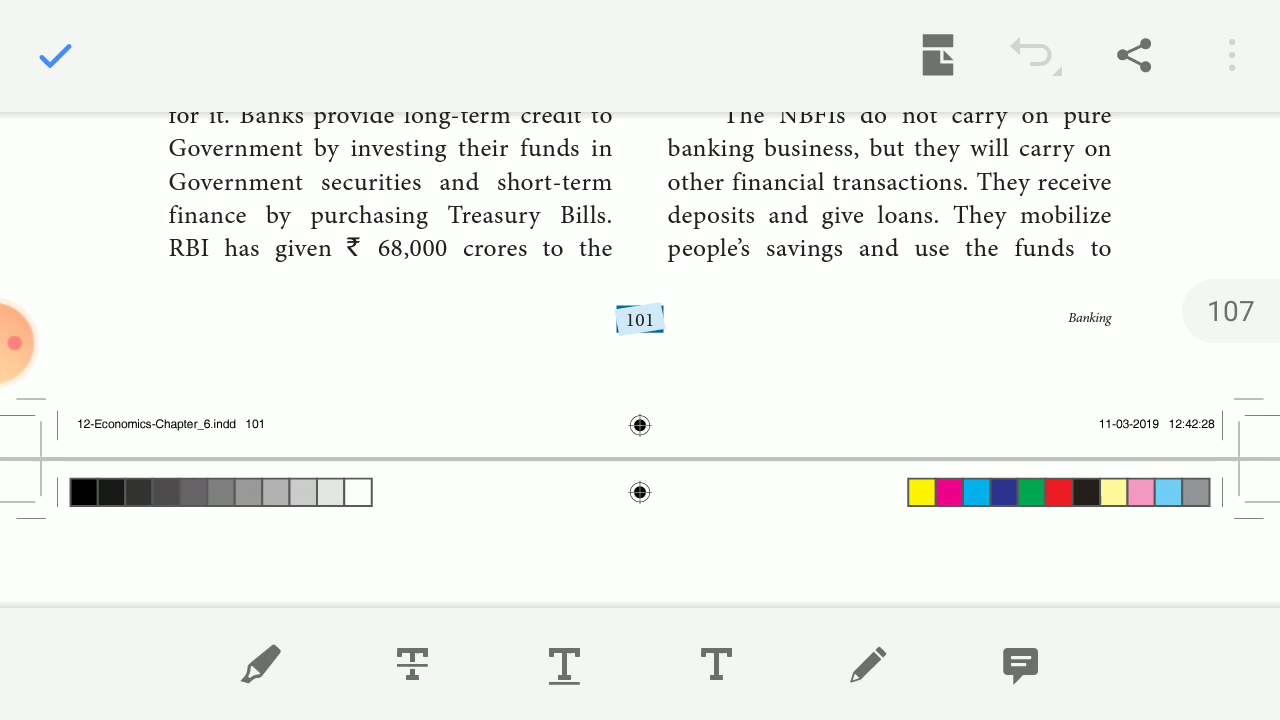 for it. Banks provide long-term credit to
Government by investing their funds in
Government securities and short-term
finance by purchasing Treasury Bills.
RBI has given ₹ 68,000 crores to the
The NBFIs do not carry on pure
banking business, but they will carry on
other financial transactions. They receive
deposits and give loans. They mobilize
people’s savings and use the funds to
101
Banking
107
12-Economics-Chapter_6.indd 101
11-03-2019 12:42:28